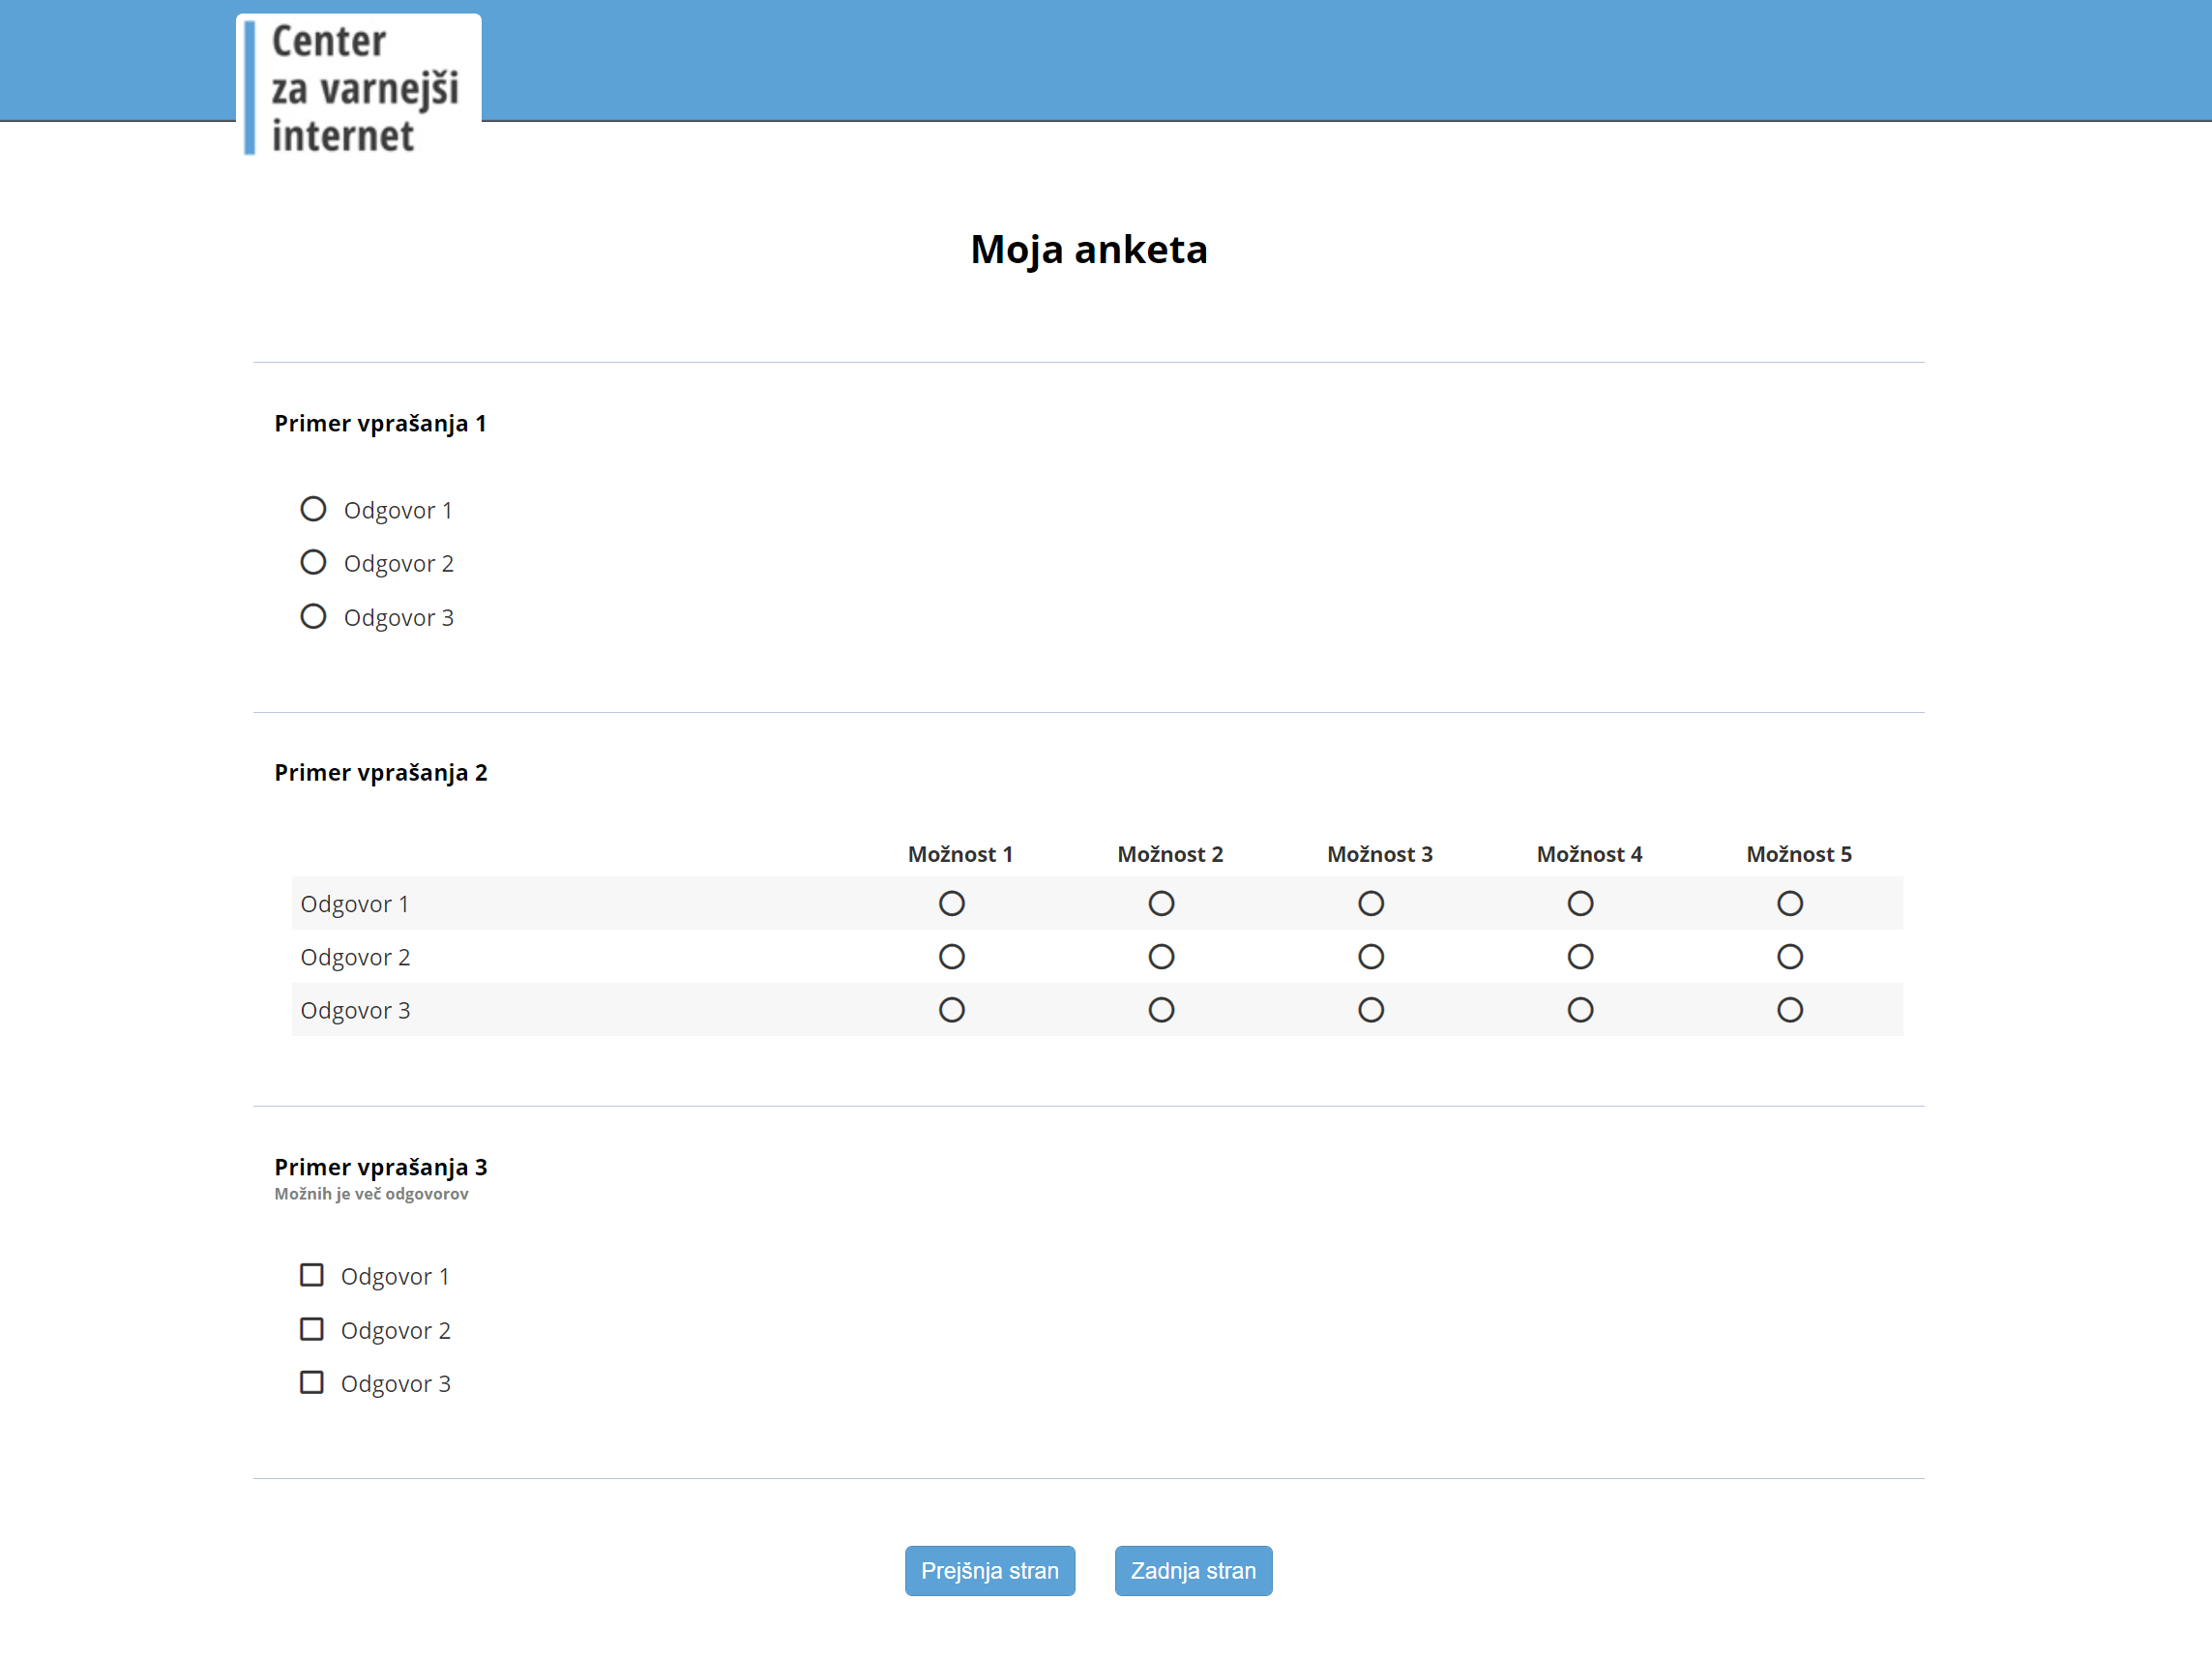 Center
za varnejši
internet
Moja anketa
Primer vprašanja 1
Odgovor 1
Odgovor 2
Odgovor 3
Primer vprašanja 2
Možnost 1 Možnost 2 Možnost 3 Možnost 4 Možnost 5
Odgovor 1
Odgovor 2
Odgovor 3
Primer vprašanja 3
Možnih je več odgovorov
Odgovor 1
Odgovor 2
Odgovor 3
Prejšnja stran Zadnja stran